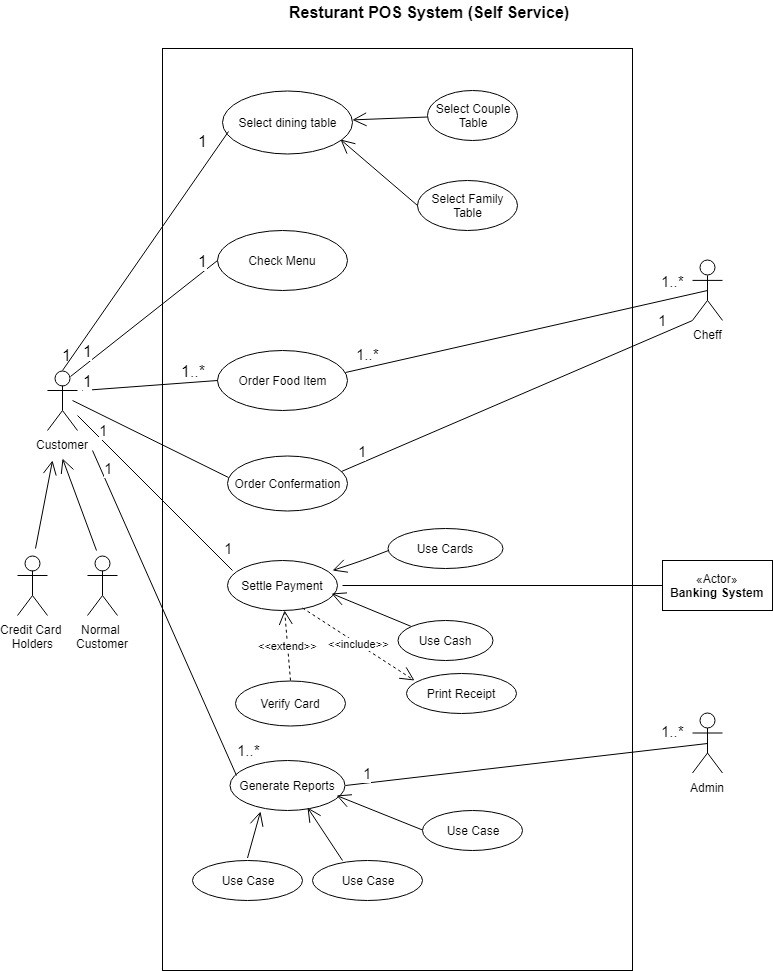 Resturant POS System (Self Service)
1
Select dining table
Select Couple
Table
Select Family
Table
1
Check Menu
1..*
Cheff
1
1
1
1..*
1..*
1
Order Food Item
Customer
1
1
Order Confermation
1
1
Use Cards
Settle Payment
«Actor»
Banking System
Credit Card
Holders
Normal
Customer
<<extend>>
<<include>>
Use Cash
Verify Card
Print Receipt
1..*
1..*
Generate Reports
1
Admin
Use Case
Use Case
Use Case